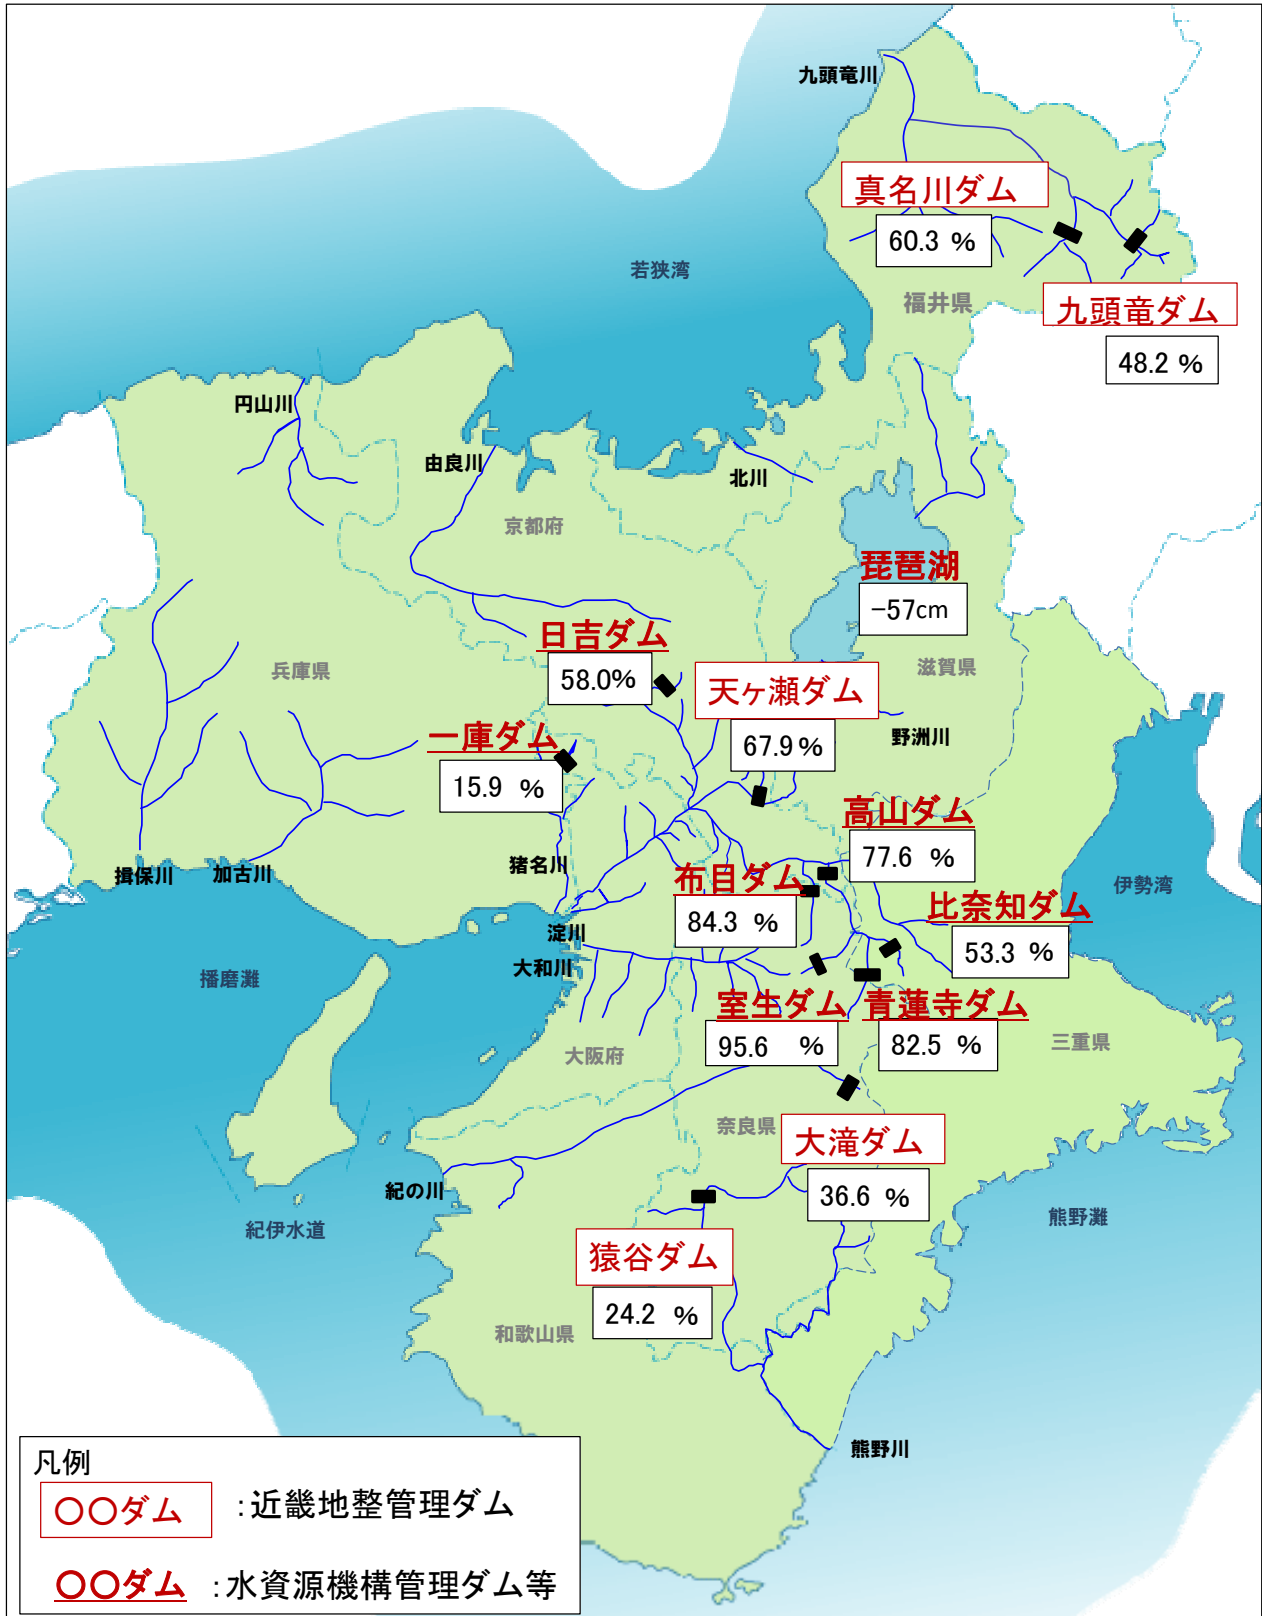 九頭竜川
真名川ダム
60.3 %
若狭湾
福井県
九頭竜ダム
48.2 %
円山川
由良川
北川
京都府
琵琶湖
-57cm
日吉ダム
58.0%
兵庫県
滋賀県
天ヶ瀬ダム
67.9%
野洲川
一庫ダム
15.9 %
高山ダム
77.6 %
猪名川
揖保川
加古川
布目ダム
84.3 %
伊勢湾
比奈知ダム
53.3 %
淀川
大和川
播磨灘
室生ダム
95.6 %
青蓮寺ダム
82.5 %
大阪府
三重県
奈良県
大滝ダム
36.6 %
紀の川
紀伊水道
熊野灘
猿谷ダム
24.2 %
和歌山県
熊野川
凡例
〇〇ダム :近畿地整管理ダム
〇〇ダム :水資源機構管理ダム等